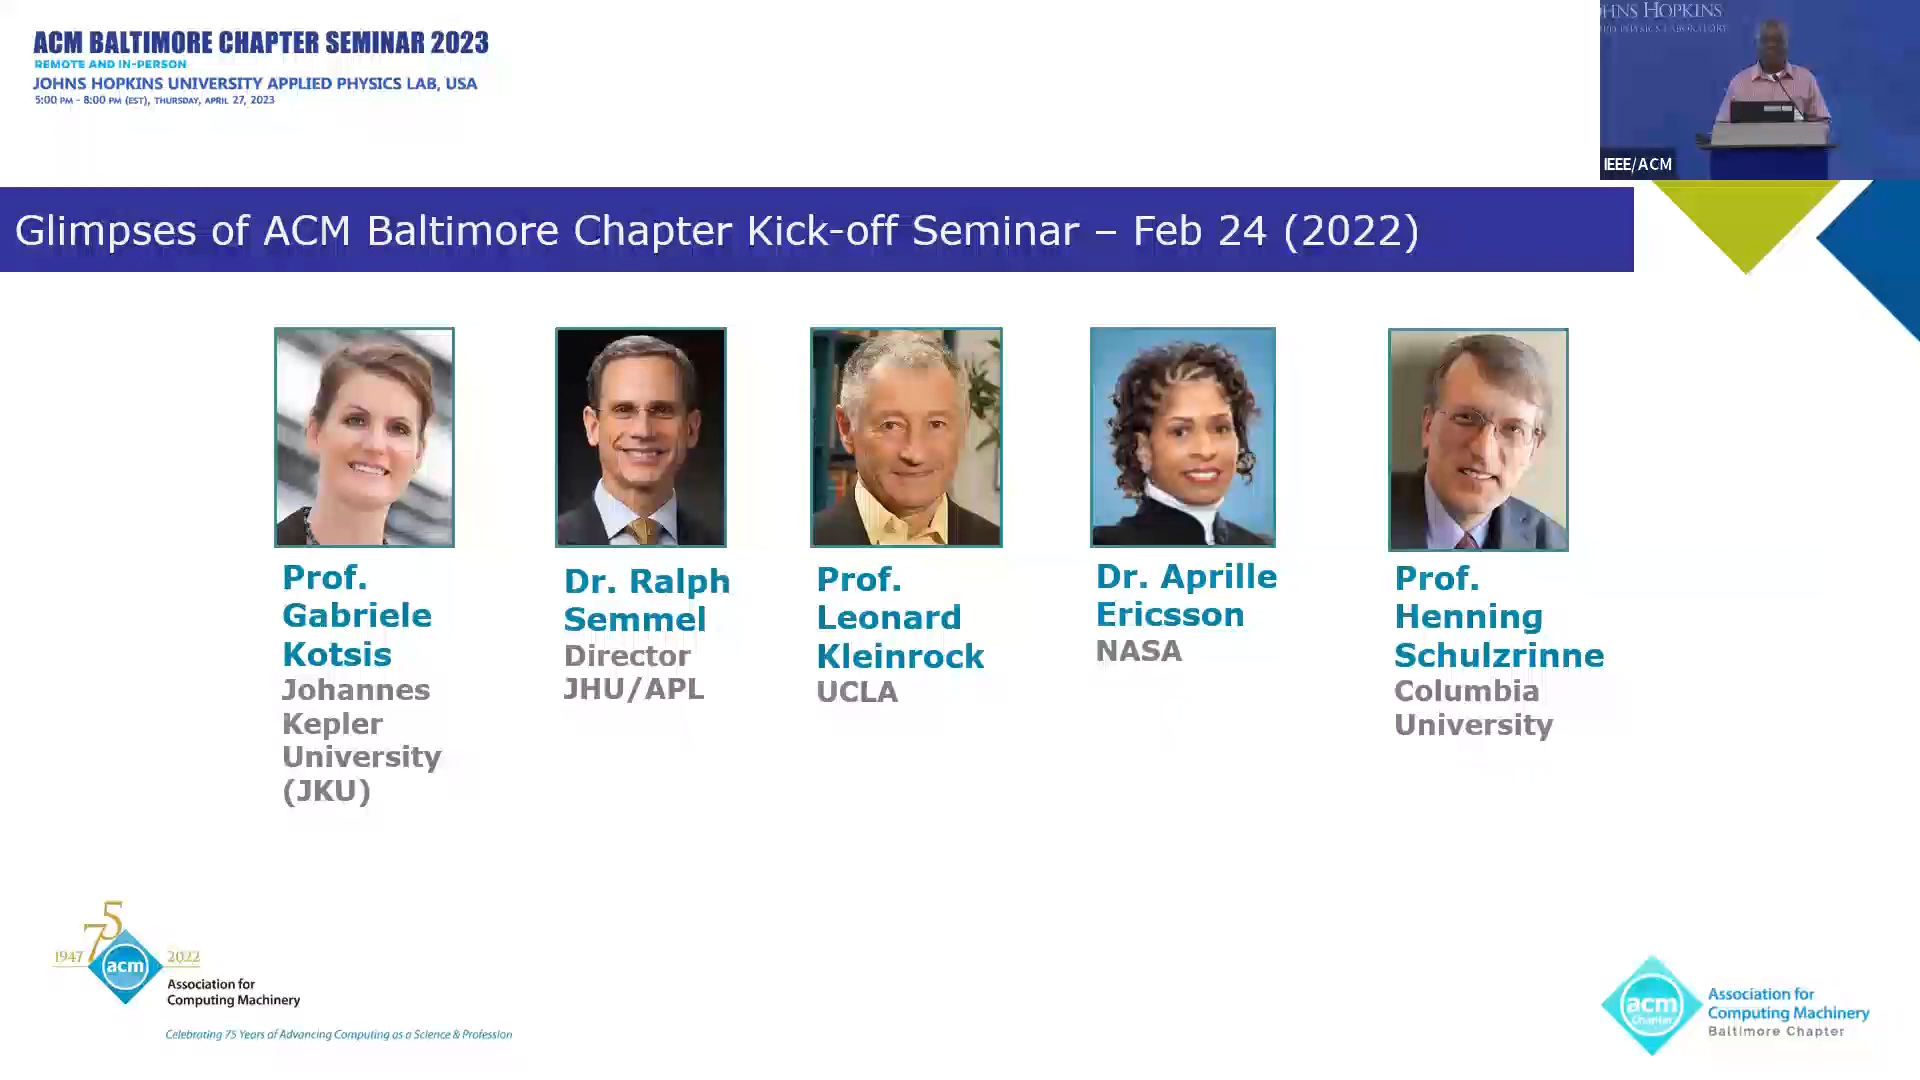 ACM BALTIMORE CHAPTER SEMINAR 2023
REMOTE AND IN-PERSON
JOHNS HOPKINS UNIVERSITY APPLIED PHYSICS LAB, USA
5:00 PM - 8:00 PM (EST), THURSDAY, APRIL 27, 2023
HNS HOPKINS
IEEE/ACM
Glimpses of ACM Baltimore Chapter Kick-off Seminar – Feb 24 (2022)
Prof.
Gabriele
Kotsis
Johannes
Kepler
University
(JKU)
Dr. Ralph
Semmel
Director
JHU/APL
Prof.
Leonard
Kleinrock
UCLA
Dr. Aprille
Ericsson
NASA
Prof.
Henning
Schulzrinne
Columbia
University
75
1947
2022
acm
Association for
Computing Machinery
Celebrating 75 Years of Advancing Computing as a Science & Profession
acm
Chapter
Association for
Computing Machinery
Baltimore Chapter